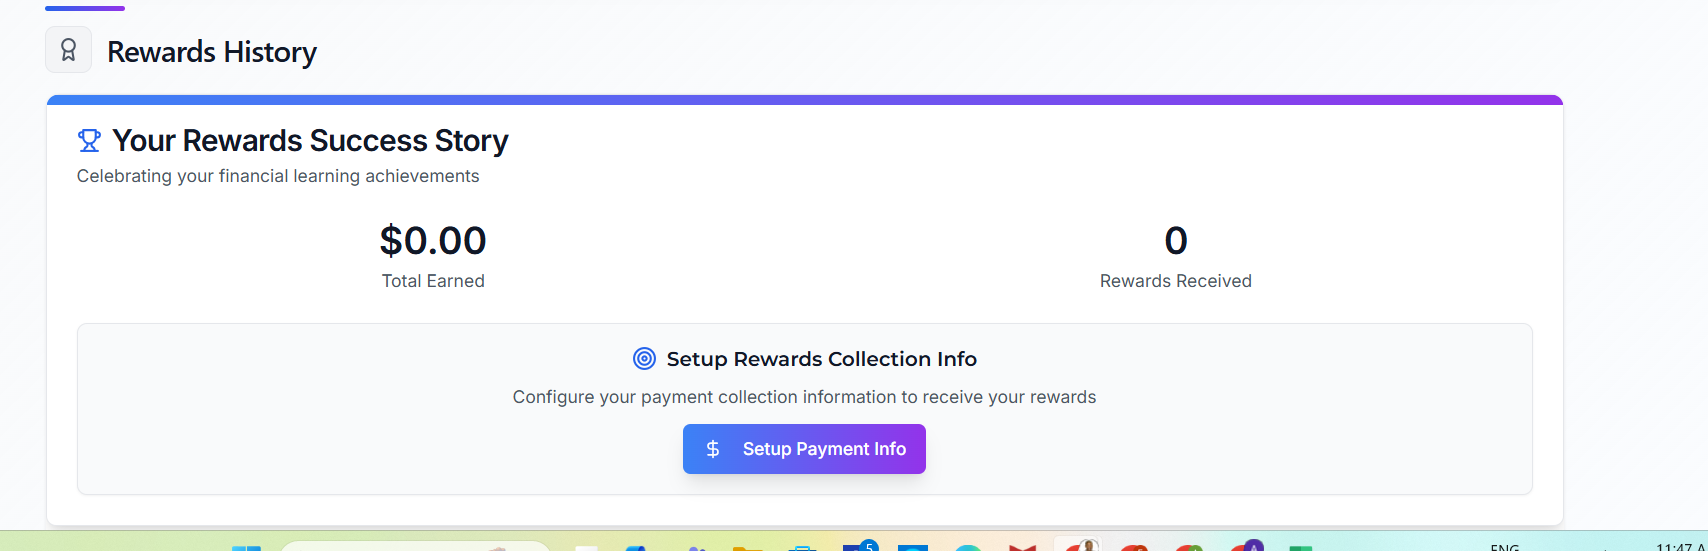 Rewards History
Your Rewards Success Story
Celebrating your financial learning achievements
$0.00
Total Earned
0
Rewards Received
Setup Rewards Collection Info
Configure your payment collection information to receive your rewards
$ Setup Payment Info
5
ENG
11:47 A